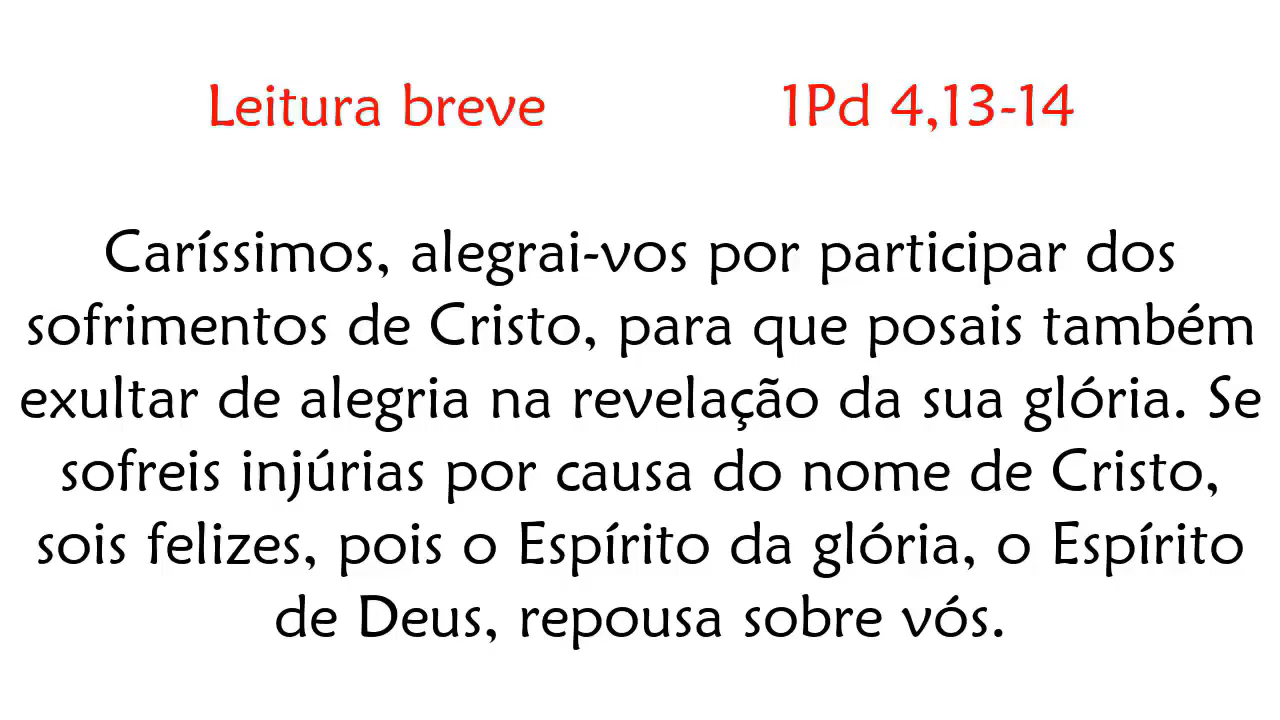 Leitura breve 1Pd 4,13-14
Caríssimos, alegrai-vos por participar dos
sofrimentos de Cristo, para que posais também
exultar de alegria na revelação da sua glória. Se
sofreis injúrias por causa do nome de Cristo,
sois felizes, pois o Espírito da glória, o Espírito
de Deus, repousa sobre vós.